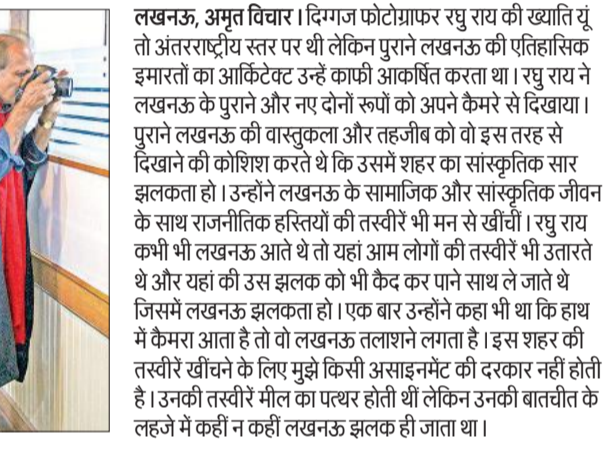 लखनऊ, अमृत विचार। दिग्गज फोटोग्राफर रघु राय की ख्याति यूं
तो अंतरराष्ट्रीय स्तर पर थी लेकिन पुराने लखनऊ की एतिहासिक
इमारतों का आर्किटेक्ट उन्हें काफी आकर्षित करता था। रघु राय ने
लखनऊ के पुराने और नए दोनों रूपों को अपने कैमरे से दिखाया।
पुराने लखनऊ की वास्तुकला और तहजीब को वो इस तरह से
दिखाने की कोशिश करते थे कि उसमें शहर का सांस्कृतिक सार
झलकता हो। उन्होंने लखनऊ के सामाजिक और सांस्कृतिक जीवन
के साथ राजनीतिक हस्तियों की तस्वीरें भी मन से खींचीं। रघु राय
कभी भी लखनऊ आते थे तो यहां आम लोगों की तस्वीरें भी उतारते
थे और यहां की उस झलक को भी कैद कर पाने साथ ले जाते थे
जिसमें लखनऊ झलकता हो। एक बार उन्होंने कहा भी था कि हाथ
में कैमरा आता है तो वो लखनऊ तलाशने लगता है। इस शहर की
तस्वीरें खींचने के लिए मुझे किसी असाइनमेंट की दरकार नहीं होती
है। उनकी तस्वीरें मील का पत्थर होती थीं लेकिन उनकी बातचीत के
लहजे में कहीं न कहीं लखनऊ झलक ही जाता था।